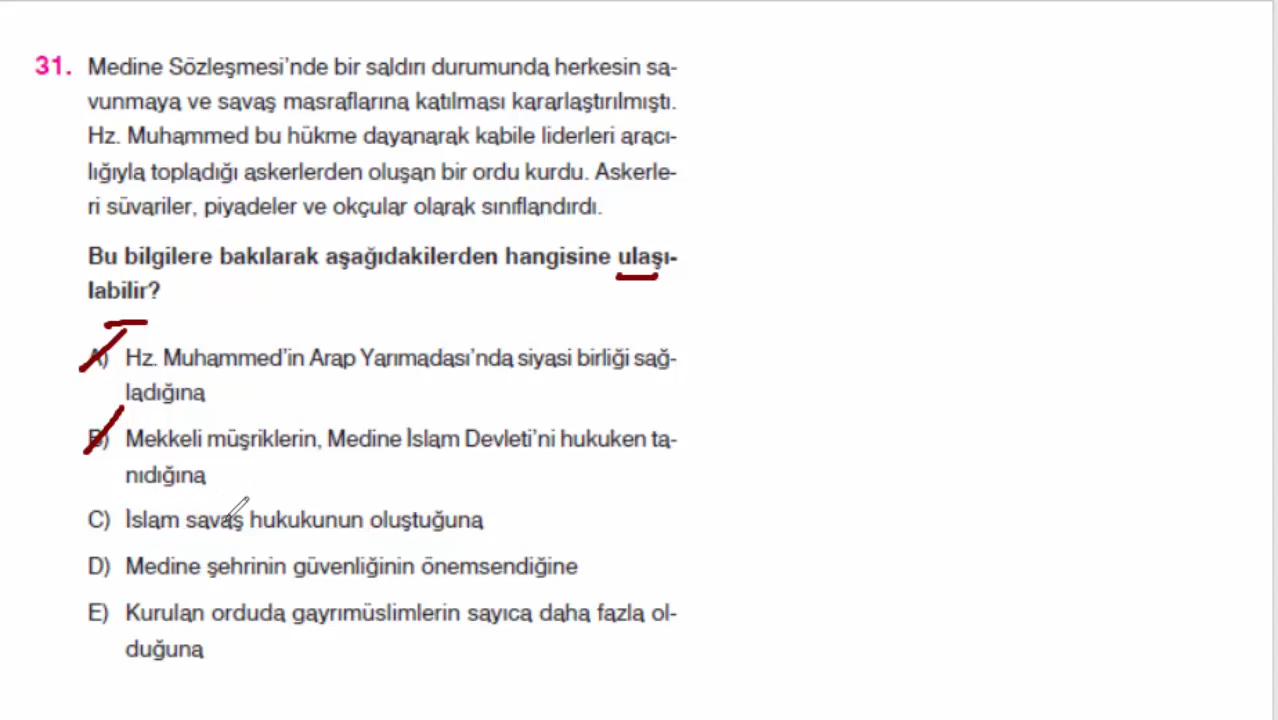 31. Medine Sözleşmesi'nde bir saldırı durumunda herkesin sa-
vunmaya ve savaş masraflarına katılması kararlaştırılmıştı.
Hz. Muhammed bu hükme dayanarak kabile liderleri aracı-
lığıyla topladığı askerlerden oluşan bir ordu kurdu. Askerle-
ri süvariler, piyadeler ve okçular olarak sınıflandırdı.
Bu bilgilere bakılarak aşağıdakilerden hangisine ulaşı-
labilir?
A) Hz. Muhammed'in Arap Yarımadası'nda siyasi birliği sağ-
ladığına
B) Mekkeli müşriklerin, Medine İslam Devleti'ni hukuken ta-
nıdığına
C) İslam savaş hukukunun oluştuğuna
D) Medine şehrinin güvenliğinin önemsendiğine
E) Kurulan orduda gayrımüslimlerin sayıca daha fazla ol-
duğuna